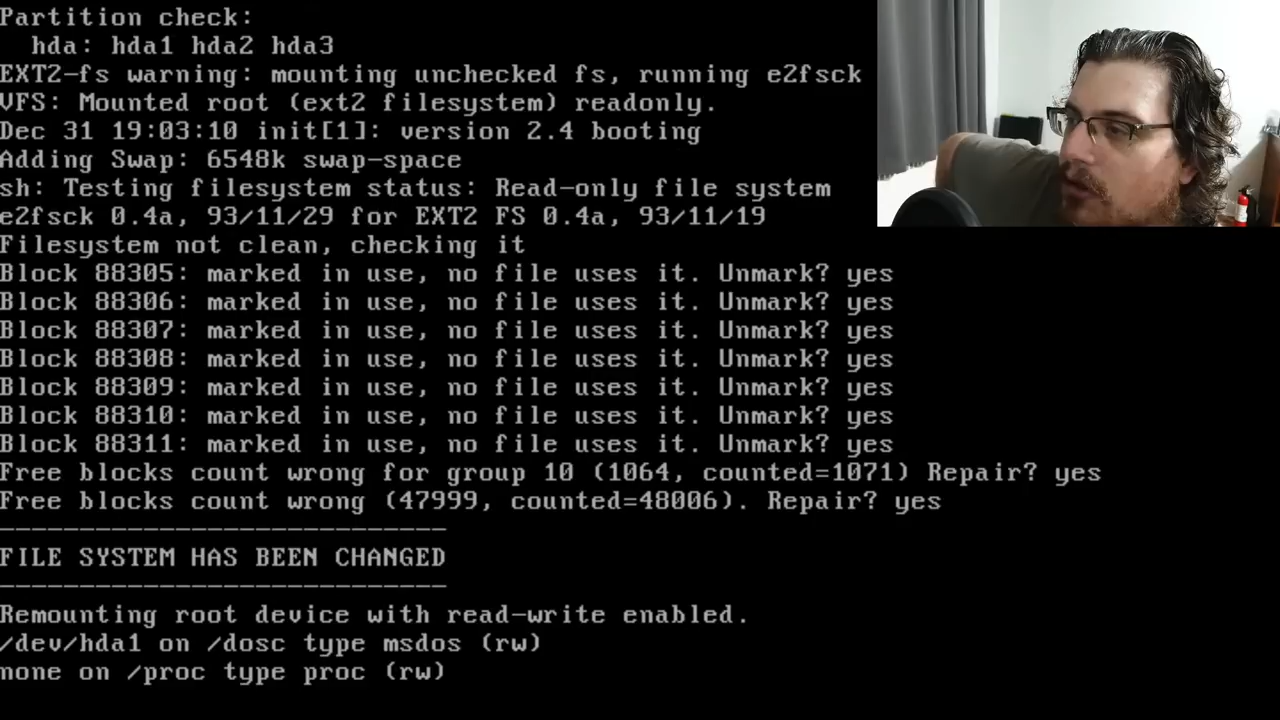 Partition check:
hda: hda1 hda2 hda3
EXT2-fs warning: mounting unchecked fs, running e2fsck
VFS: Mounted root (ext2 filesystem) readonly.
Dec 31 19:03:10 init[1]: version 2.4 booting
Adding Swap: 6548k swap-space
sh: Testing filesystem status: Read-only file system
e2fsck 0.4a, 93/11/29 for EXT2 FS 0.4a, 93/11/19
Filesystem not clean, checking it
Block 88305: marked in use, no file uses it. Unmark? yes
Block 88306: marked in use, no file uses it. Unmark? yes
Block 88307: marked in use, no file uses it. Unmark? yes
Block 88308: marked in use, no file uses it. Unmark? yes
Block 88309: marked in use, no file uses it. Unmark? yes
Block 88310: marked in use, no file uses it. Unmark? yes
Block 88311: marked in use, no file uses it. Unmark? yes
Free blocks count wrong for group 10 (1064, counted=1071) Repair? yes
Free blocks count wrong (47999, counted=48006). Repair? yes
----------------------------
FILE SYSTEM HAS BEEN CHANGED
----------------------------
Remounting root device with read-write enabled.
/dev/hda1 on /dosc type msdos (rw)
none on /proc type proc (rw)